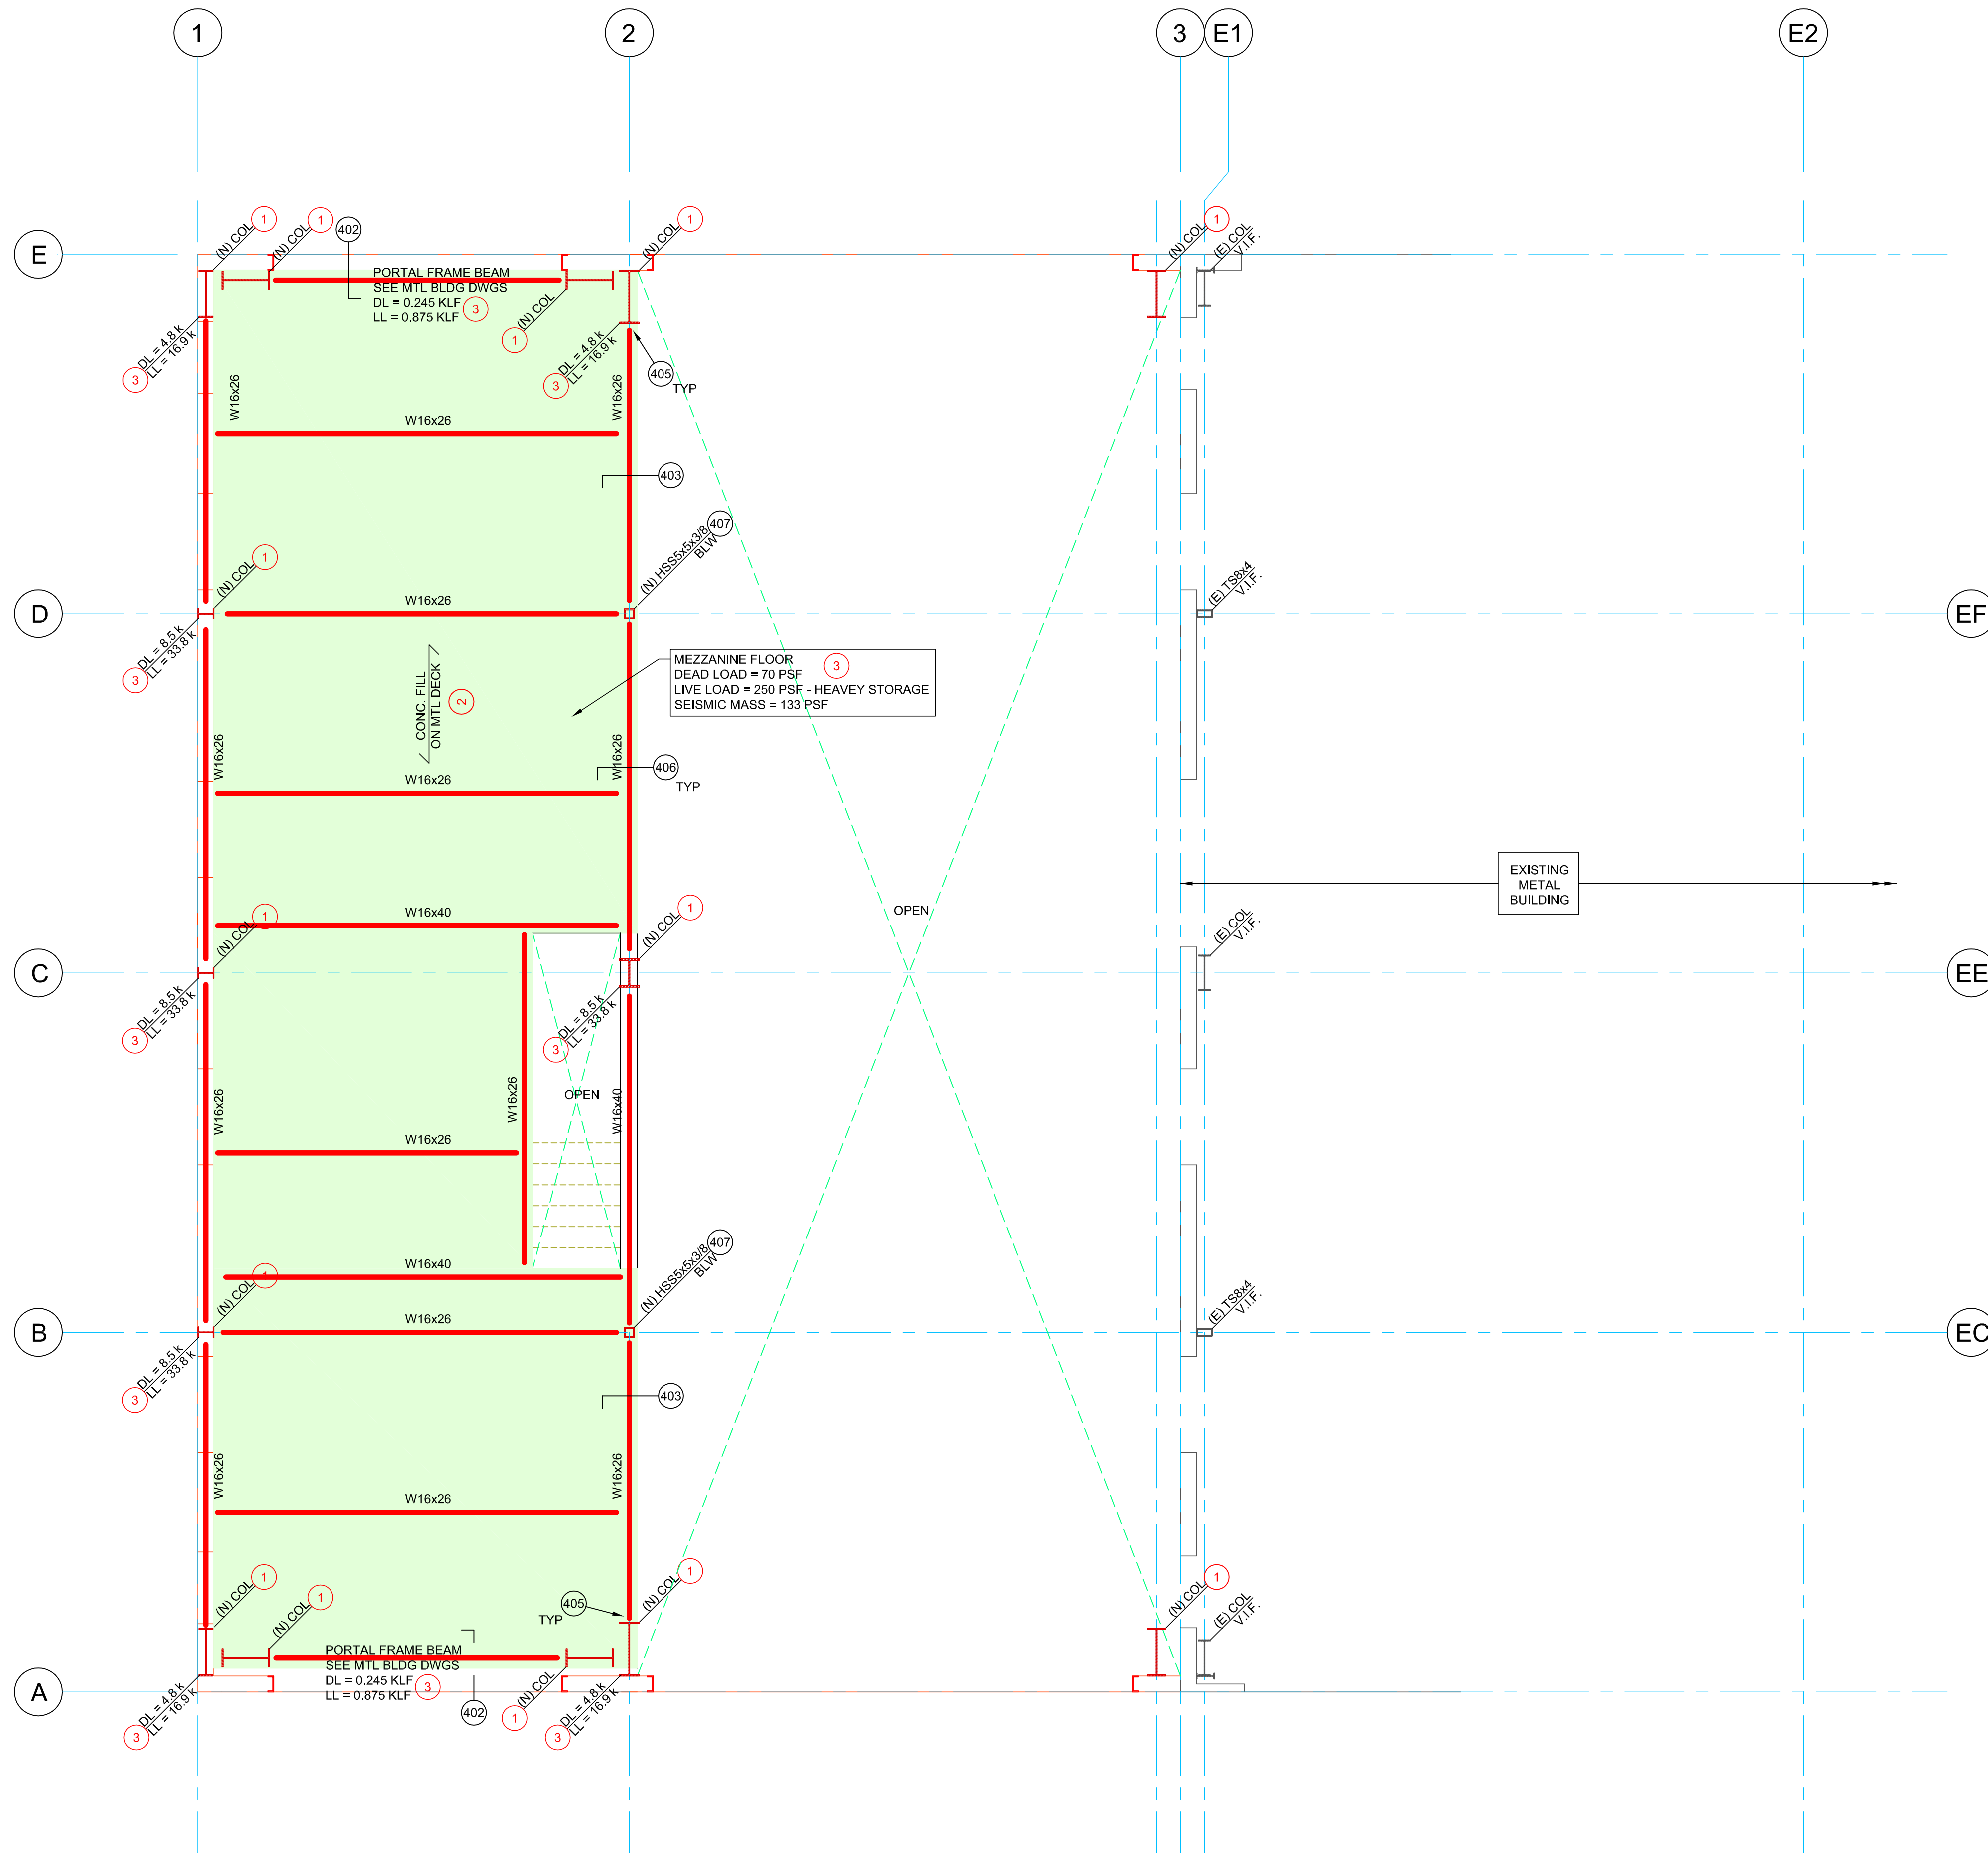 1
2
3
E1
E2
E
(N) COL
1
(N) COL
1
402
(N) COL
1
(N) COL
1
(E) COL
V.I.F.
PORTAL FRAME BEAM
SEE MTL BLDG DWGS
DL = 0.245 KLF
LL = 0.875 KLF
3
(N) COL
1
DL = 4.8 k
LL = 16.9 k
3
DL = 4.8 k
LL = 16.9 k
3
405
TYP
W16x26
W16x26
W16x26
403
(N) HSS5x5x3/8
BLW
407
(N) COL
1
W16x26
(E) TS8x4
V.I.F.
D
EF
DL = 8.5 k
LL = 33.8 k
3
CONC. FILL
ON MTL DECK
2
MEZZANINE FLOOR
3
DEAD LOAD = 70 PSF
LIVE LOAD = 250 PSF - HEAVEY STORAGE
SEISMIC MASS = 133 PSF
W16x26
W16x26
W16x26
406
TYP
EXISTING
METAL
BUILDING
W16x40
OPEN
(N) COL
1
(N) COL
1
(E) COL
V.I.F.
C
EE
DL = 8.5 k
LL = 33.8 k
3
DL = 8.5 k
LL = 33.8 k
3
OPEN
W16x26
W16x26
W16x40
W16x26
W16x40
(N) HSS5x5x3/8
BLW
407
(N) COL
1
W16x26
(E) TS8x4
V.I.F.
B
EC
DL = 8.5 k
LL = 33.8 k
3
403
W16x26
W16x26
W16x26
(N) COL
1
(N) COL
1
405
TYP
(N) COL
1
(N) COL
1
(E) COL
V.I.F.
PORTAL FRAME BEAM
SEE MTL BLDG DWGS
DL = 0.245 KLF
LL = 0.875 KLF
3
402
(N) COL
1
A
DL = 4.8 k
LL = 16.9 k
3
DL = 4.8 k
LL = 16.9 k
3